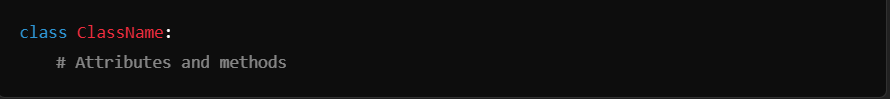 class ClassName:
    # Attributes and methods